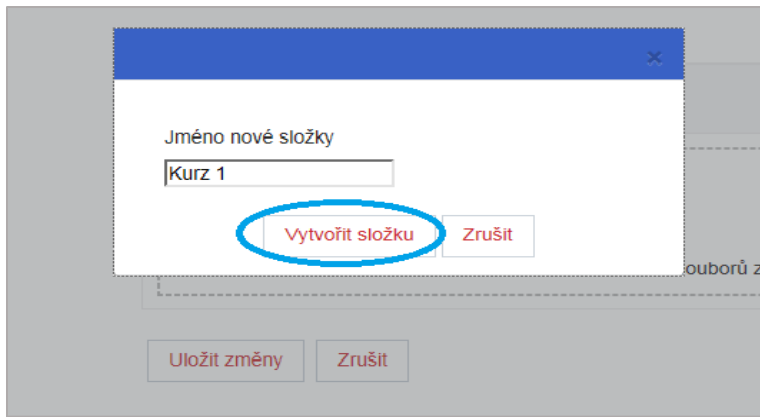 Jméno nové složky
Kurz 1
Vytvořit složku Zrušit
ouborů z
Uložit změny Zrušit